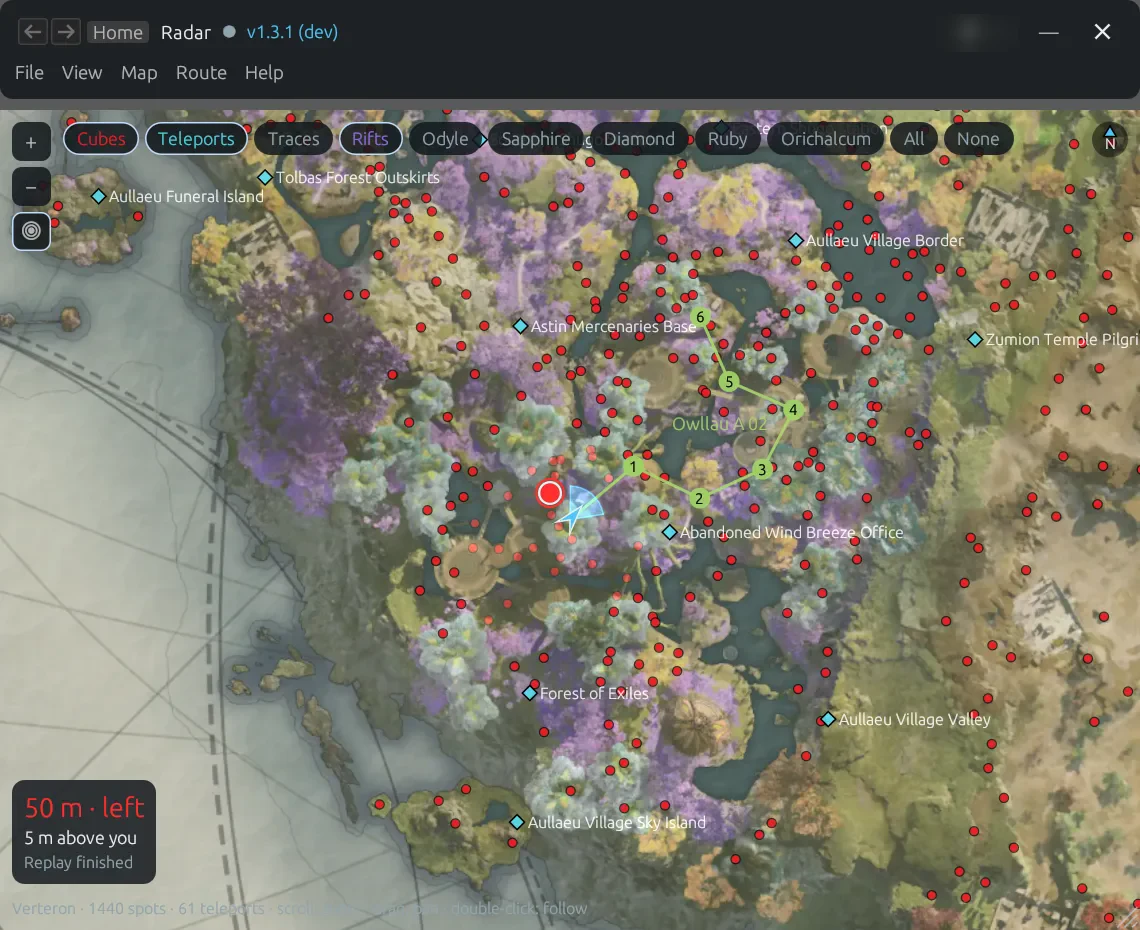 Home Radar v1.3.1 (dev)
File View Map Route Help
+ Cubes Teleports Traces Rifts Odyle Sapphire Diamond Ruby Orichalcum All None N
−
Tolbas Forest Outskirts
Aullaeu Funeral Island
Aullaeu Village Border
Astin Mercenaries Base
Zumion Temple Pilgri
6
5
4
Owllau A 02
1
3
2
Abandoned Wind Breeze Office
Forest of Exiles
Aullaeu Village Valley
50 m · left
5 m above you
Replay finished
Aullaeu Village Sky Island
Verteron · 1440 spots · 61 teleports · double-click: follow